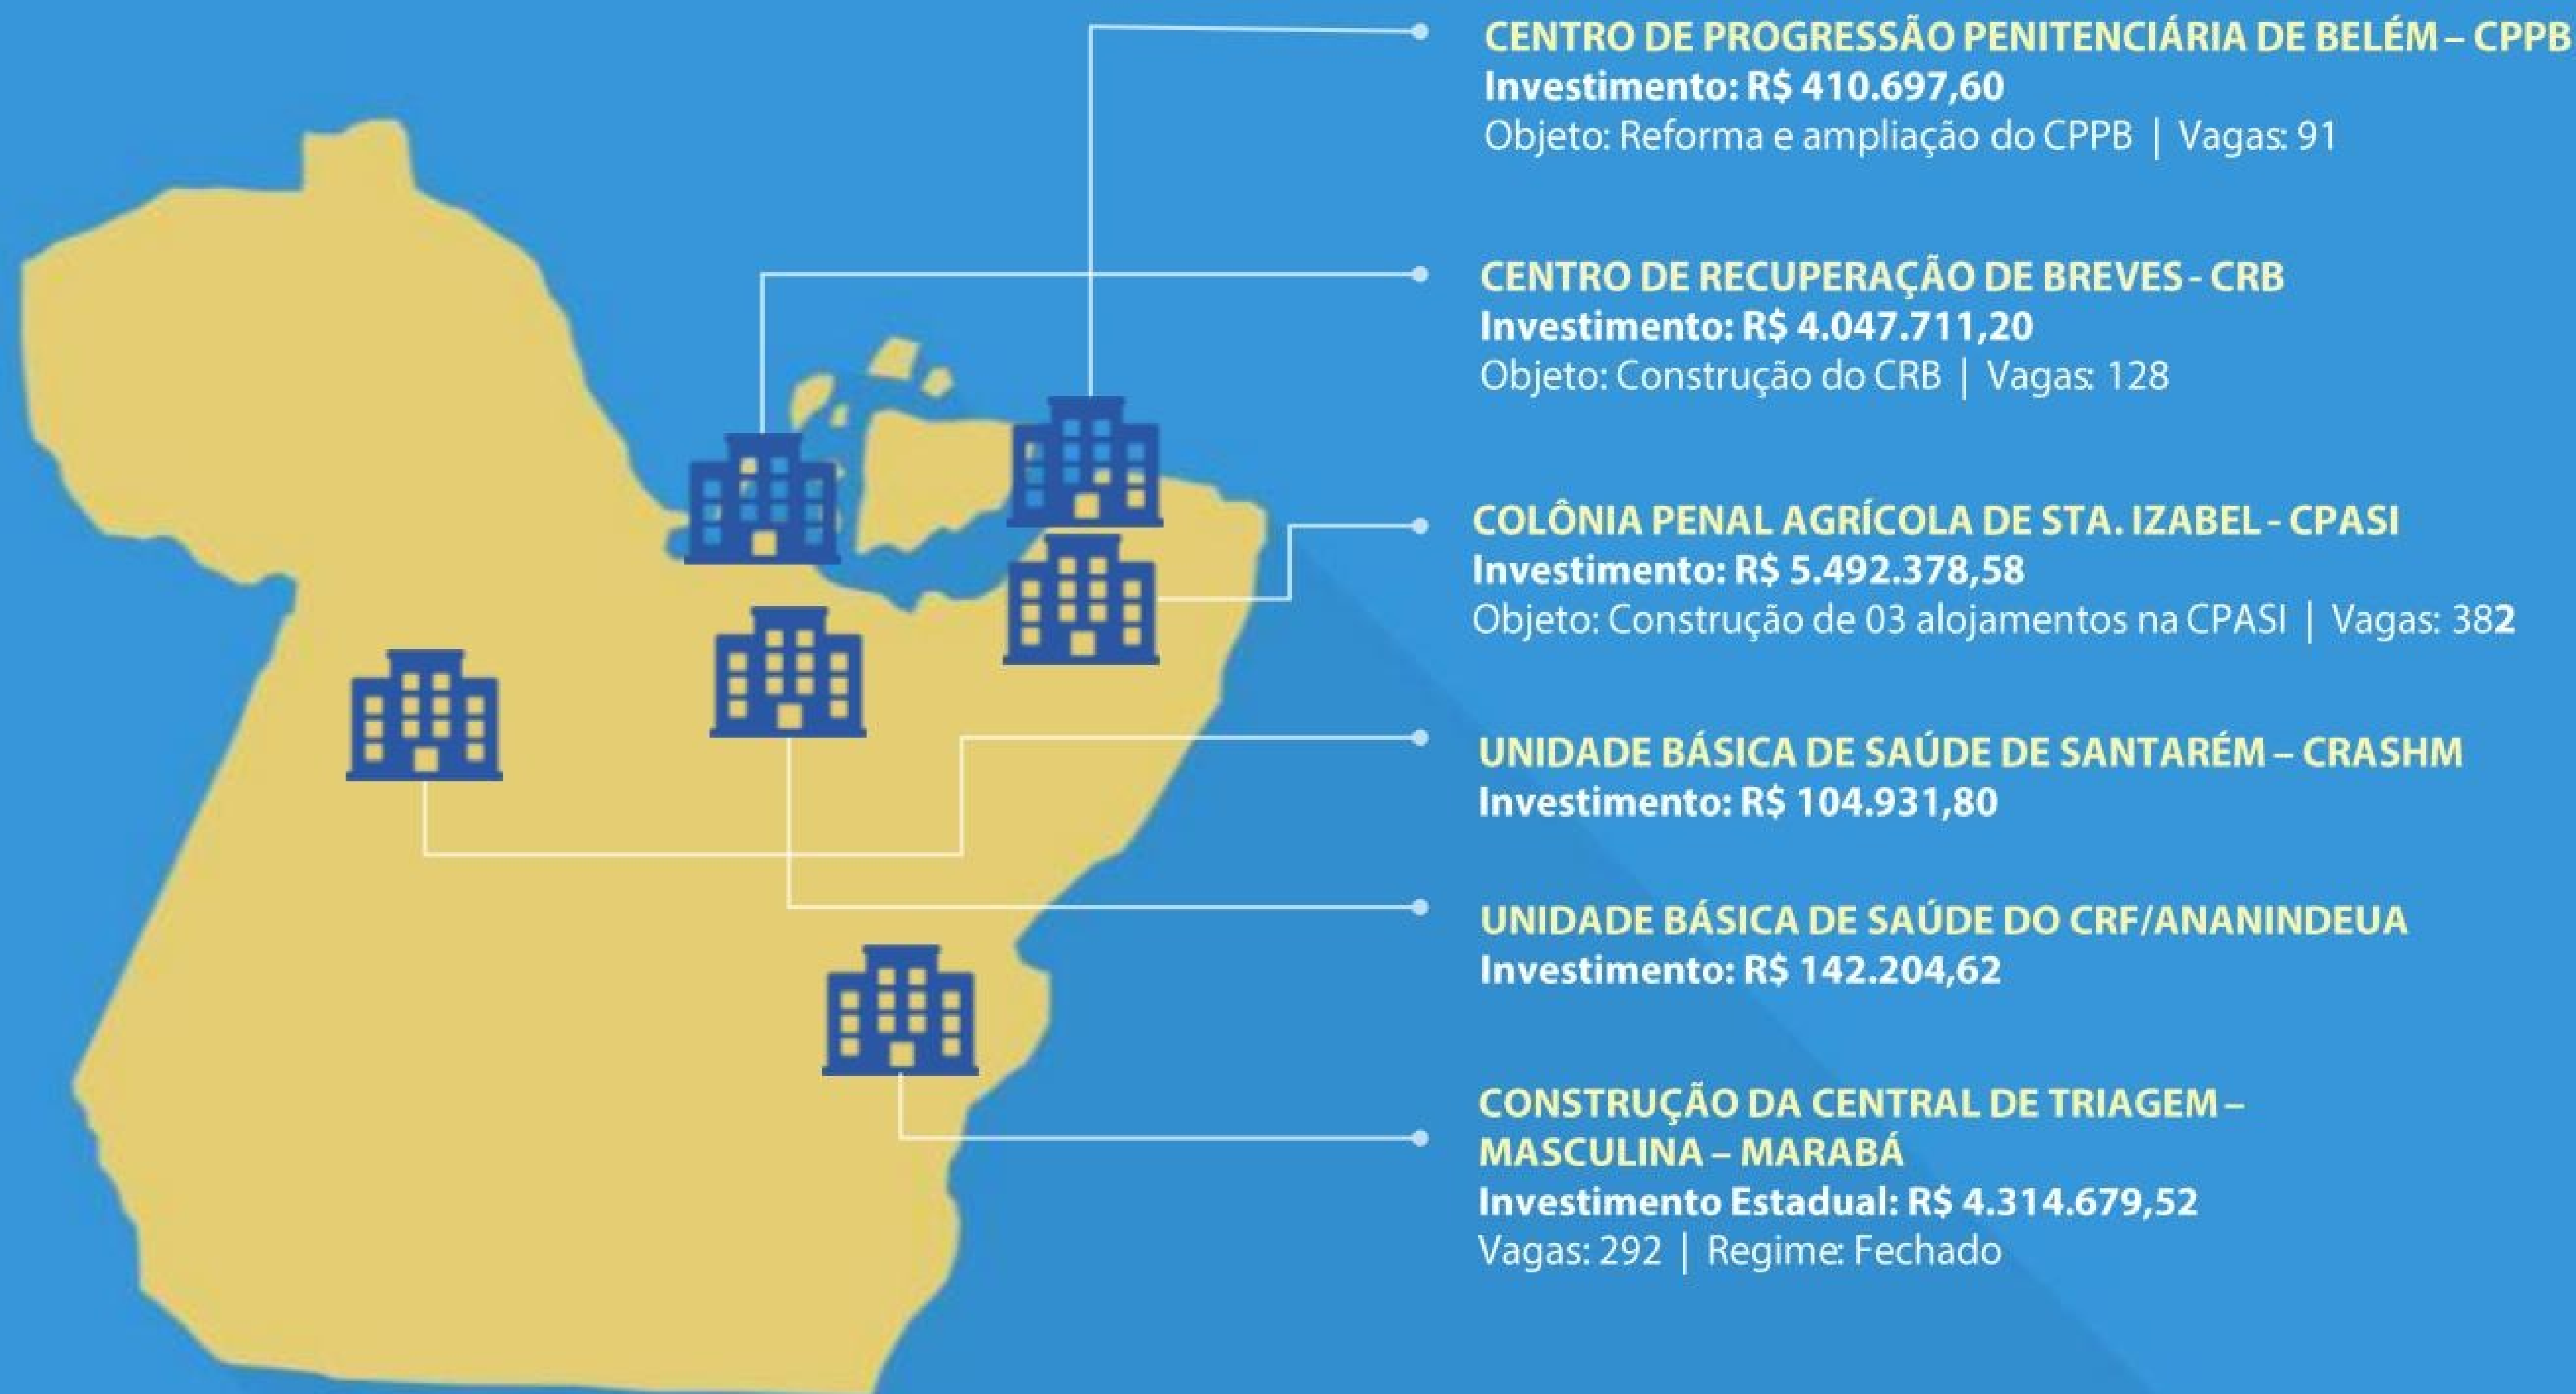 CENTRO DE PROGRESSÃO PENITENCIÁRIA DE BELÉM – CPPB
Investimento: R$ 410.697,60
Objeto: Reforma e ampliação do CPPB | Vagas: 91
CENTRO DE RECUPERAÇÃO DE BREVES - CRB
Investimento: R$ 4.047.711,20
Objeto: Construção do CRB | Vagas: 128
COLÔNIA PENAL AGRÍCOLA DE STA. IZABEL - CPASI
Investimento: R$ 5.492.378,58
Objeto: Construção de 03 alojamentos na CPASI | Vagas: 382
UNIDADE BÁSICA DE SAÚDE DE SANTARÉM – CRASHM
Investimento: R$ 104.931,80
UNIDADE BÁSICA DE SAÚDE DO CRF/ANANINDEUA
Investimento: R$ 142.204,62
CONSTRUÇÃO DA CENTRAL DE TRIAGEM –
MASCULINA – MARABÁ
Investimento Estadual: R$ 4.314.679,52
Vagas: 292 | Regime: Fechado